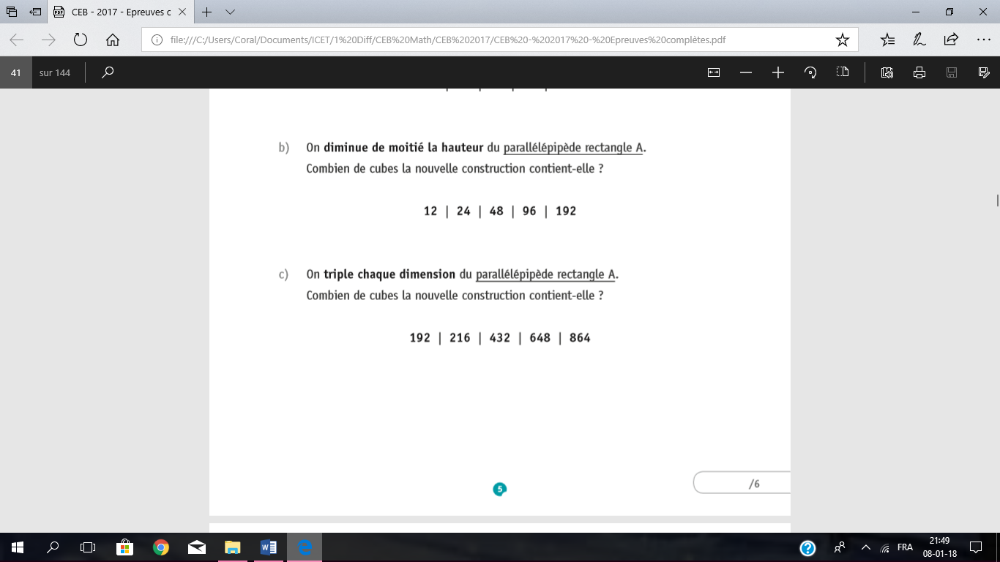 CEB - 2017 - Epreuves c
file:///C:/Users/Coral/Documents/ICET/1%20Diff/CEB%20Math/CEB%202017/CEB%20-%202017%20-%20Epreuves%20complètes.pdf
41 sur 144
b) On diminue de moitié la hauteur du parallélépipède rectangle A.
Combien de cubes la nouvelle construction contient-elle ?
12 | 24 | 48 | 96 | 192
c) On triple chaque dimension du parallélépipède rectangle A.
Combien de cubes la nouvelle construction contient-elle ?
192 | 216 | 432 | 648 | 864
/6
5
FRA
21:49
08-01-18